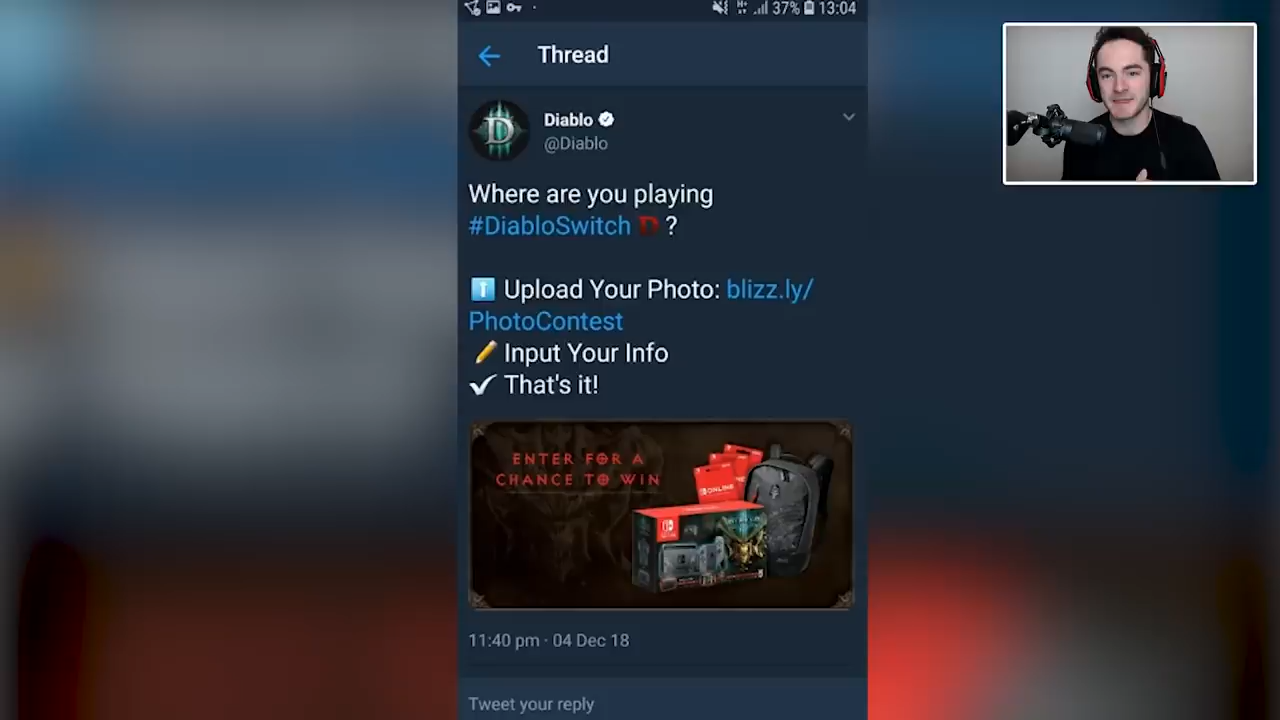 37% 13:04
Thread
Diablo
@Diablo
Where are you playing
#DiabloSwitch D ?
Upload Your Photo: blizz.ly/
PhotoContest
Input Your Info
That's it!
ENTER FOR A
CHANCE TO WIN
ONLINE
11:40 pm · 04 Dec 18
Tweet your reply